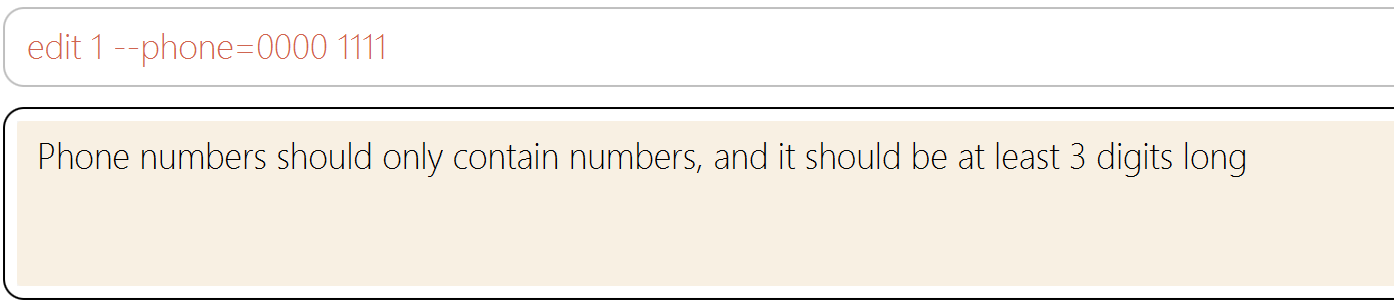 edit 1 --phone=0000 1111
Phone numbers should only contain numbers, and it should be at least 3 digits long